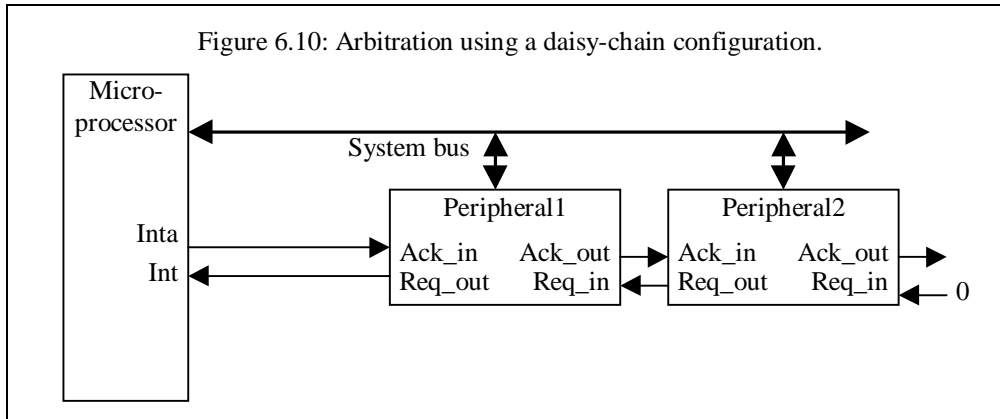 Figure 6.10: Arbitration using a daisy-chain configuration.
Micro-
processor
System bus
Peripheral1
Peripheral2
Inta
Int
Ack_in
Ack_out
Req_out
Req_in
Ack_in
Ack_out
Req_out
Req_in
0